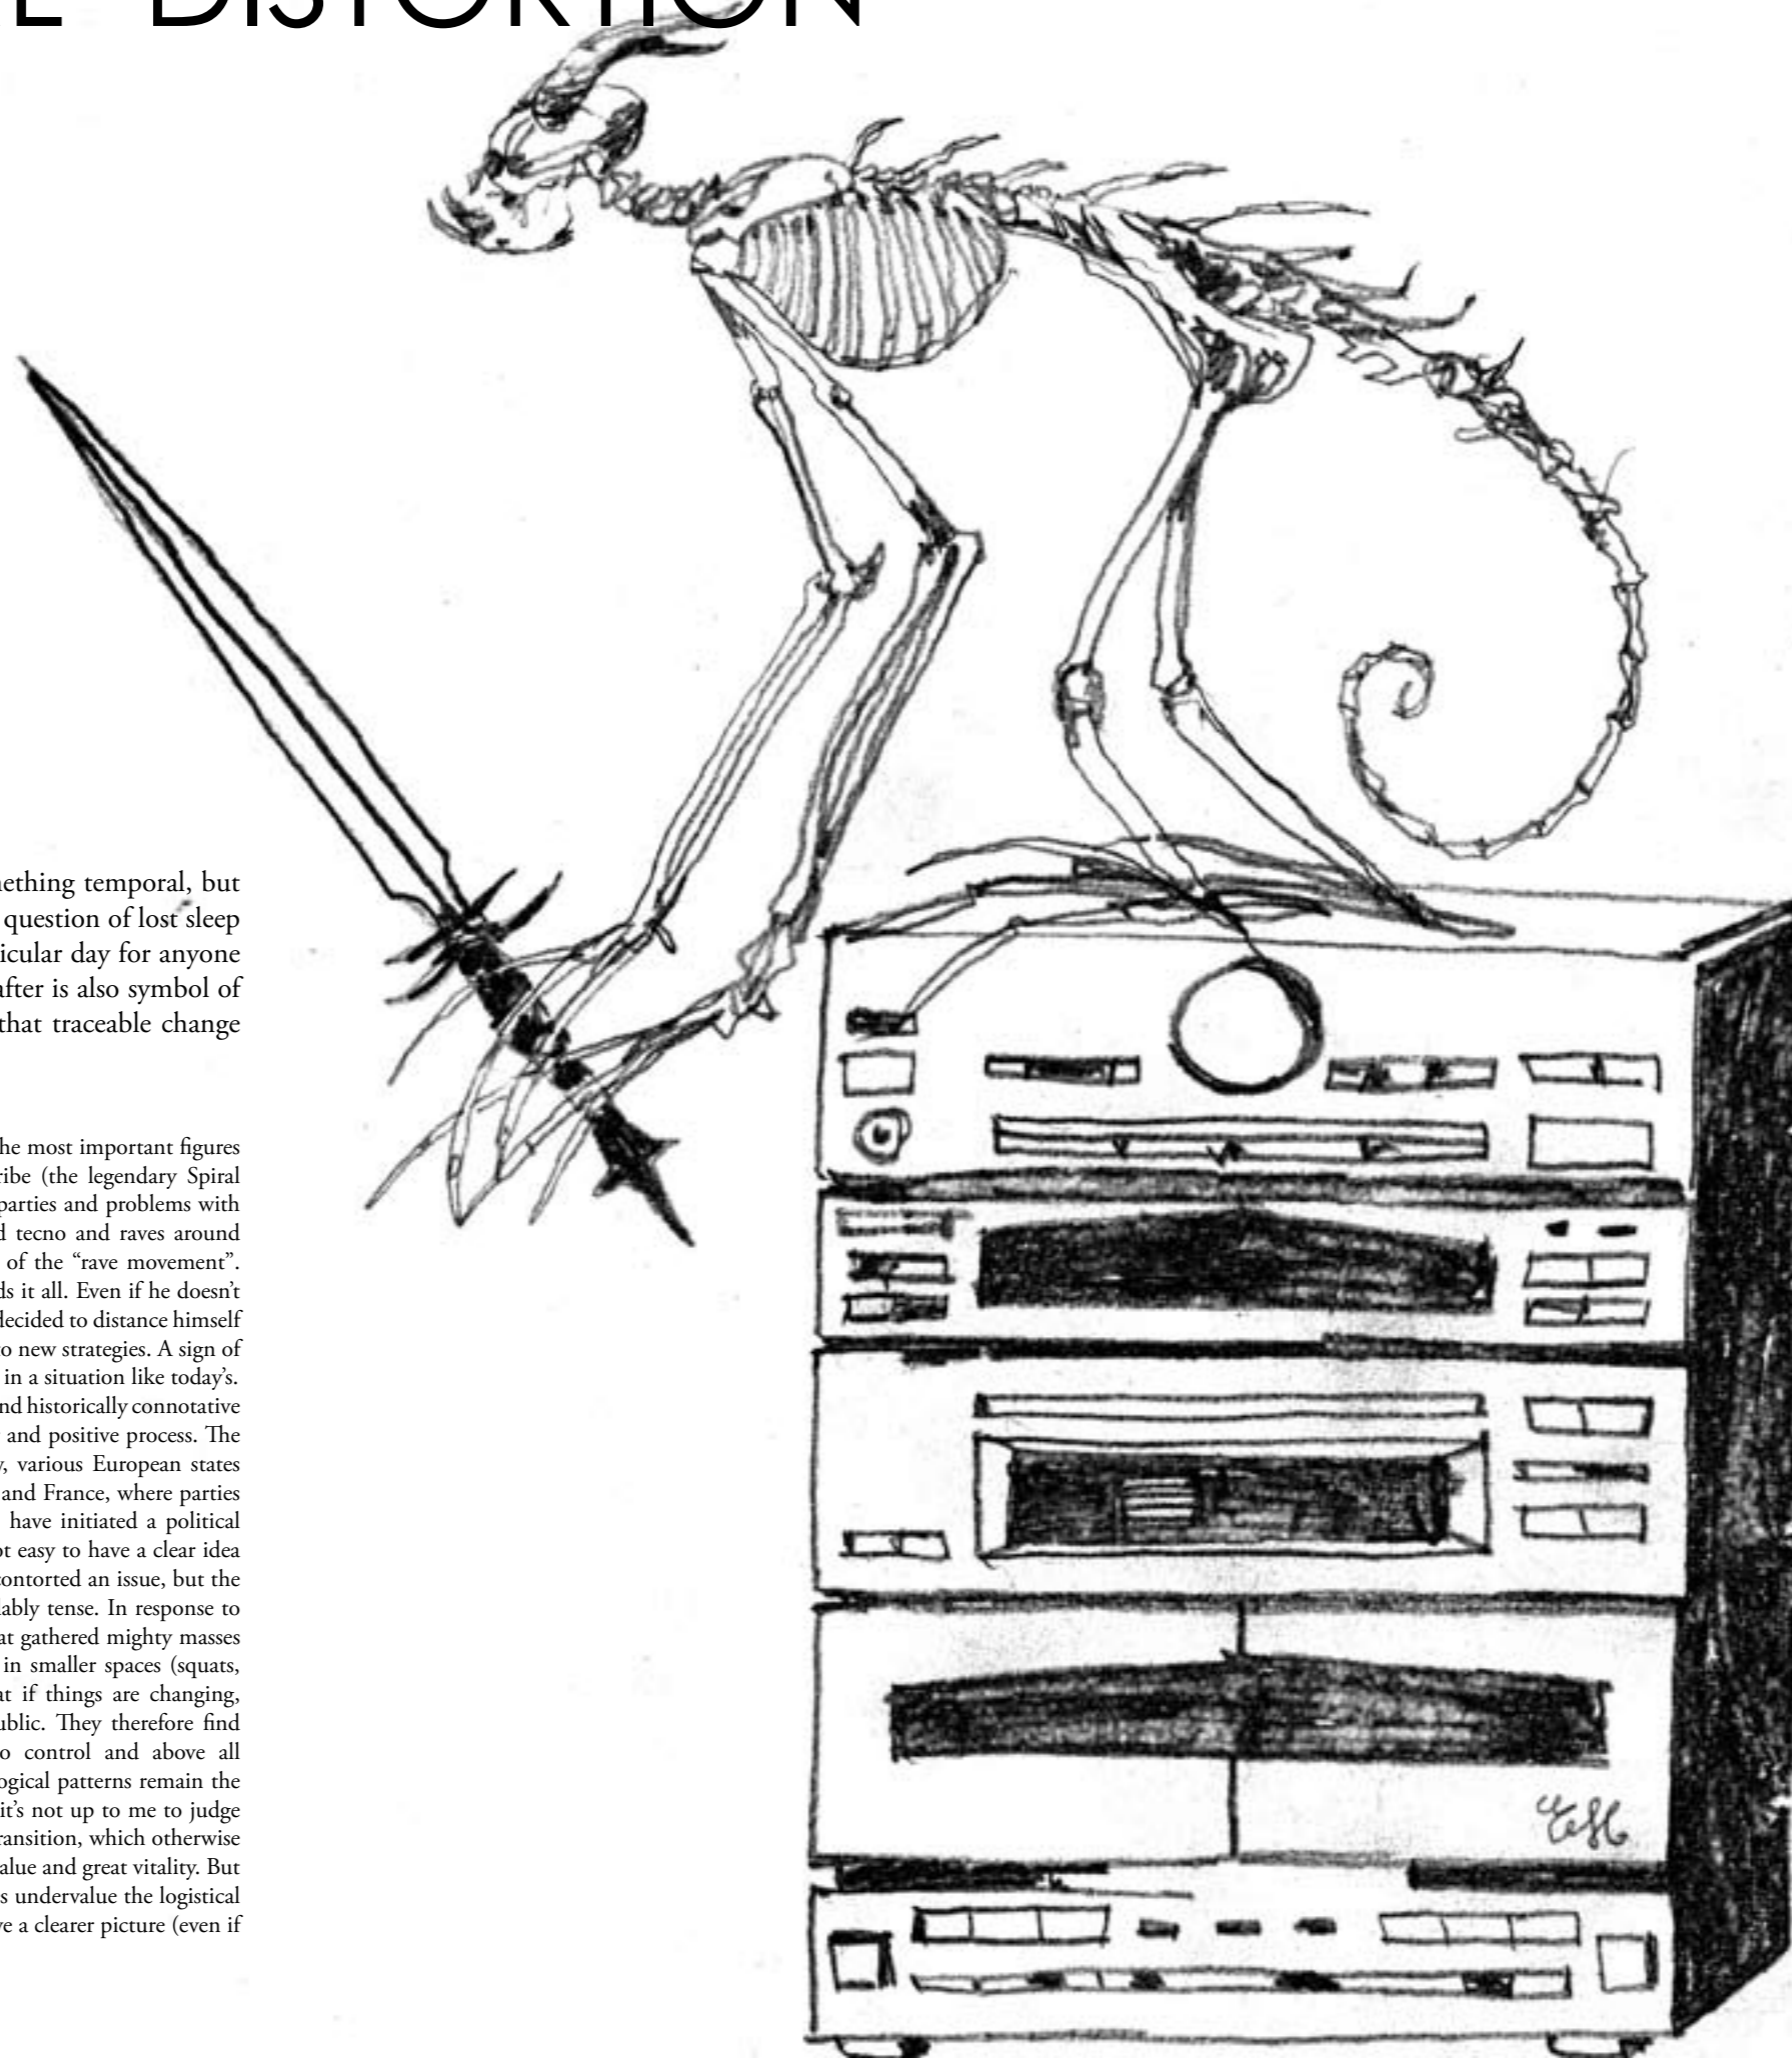 L DISTORTION
nething temporal, but
question of lost sleep
icular day for anyone
after is also symbol of
that traceable change
he most important figures
ribe (the legendary Spiral
parties and problems with
d tecno and raves around
of the “rave movement”.
ds it all. Even if he doesn’t
decided to distance himself
o new strategies. A sign of
in a situation like today’s.
nd historically connotative
and positive process. The
y, various European states
and France, where parties
have initiated a political
ot easy to have a clear idea
contorted an issue, but the
lably tense. In response to
at gathered mighty masses
in smaller spaces (squats,
at if things are changing,
ublic. They therefore find
o control and above all
ogical patterns remain the
it’s not up to me to judge
ransition, which otherwise
alue and great vitality. But
s undervalue the logistical
ve a clearer picture (even if